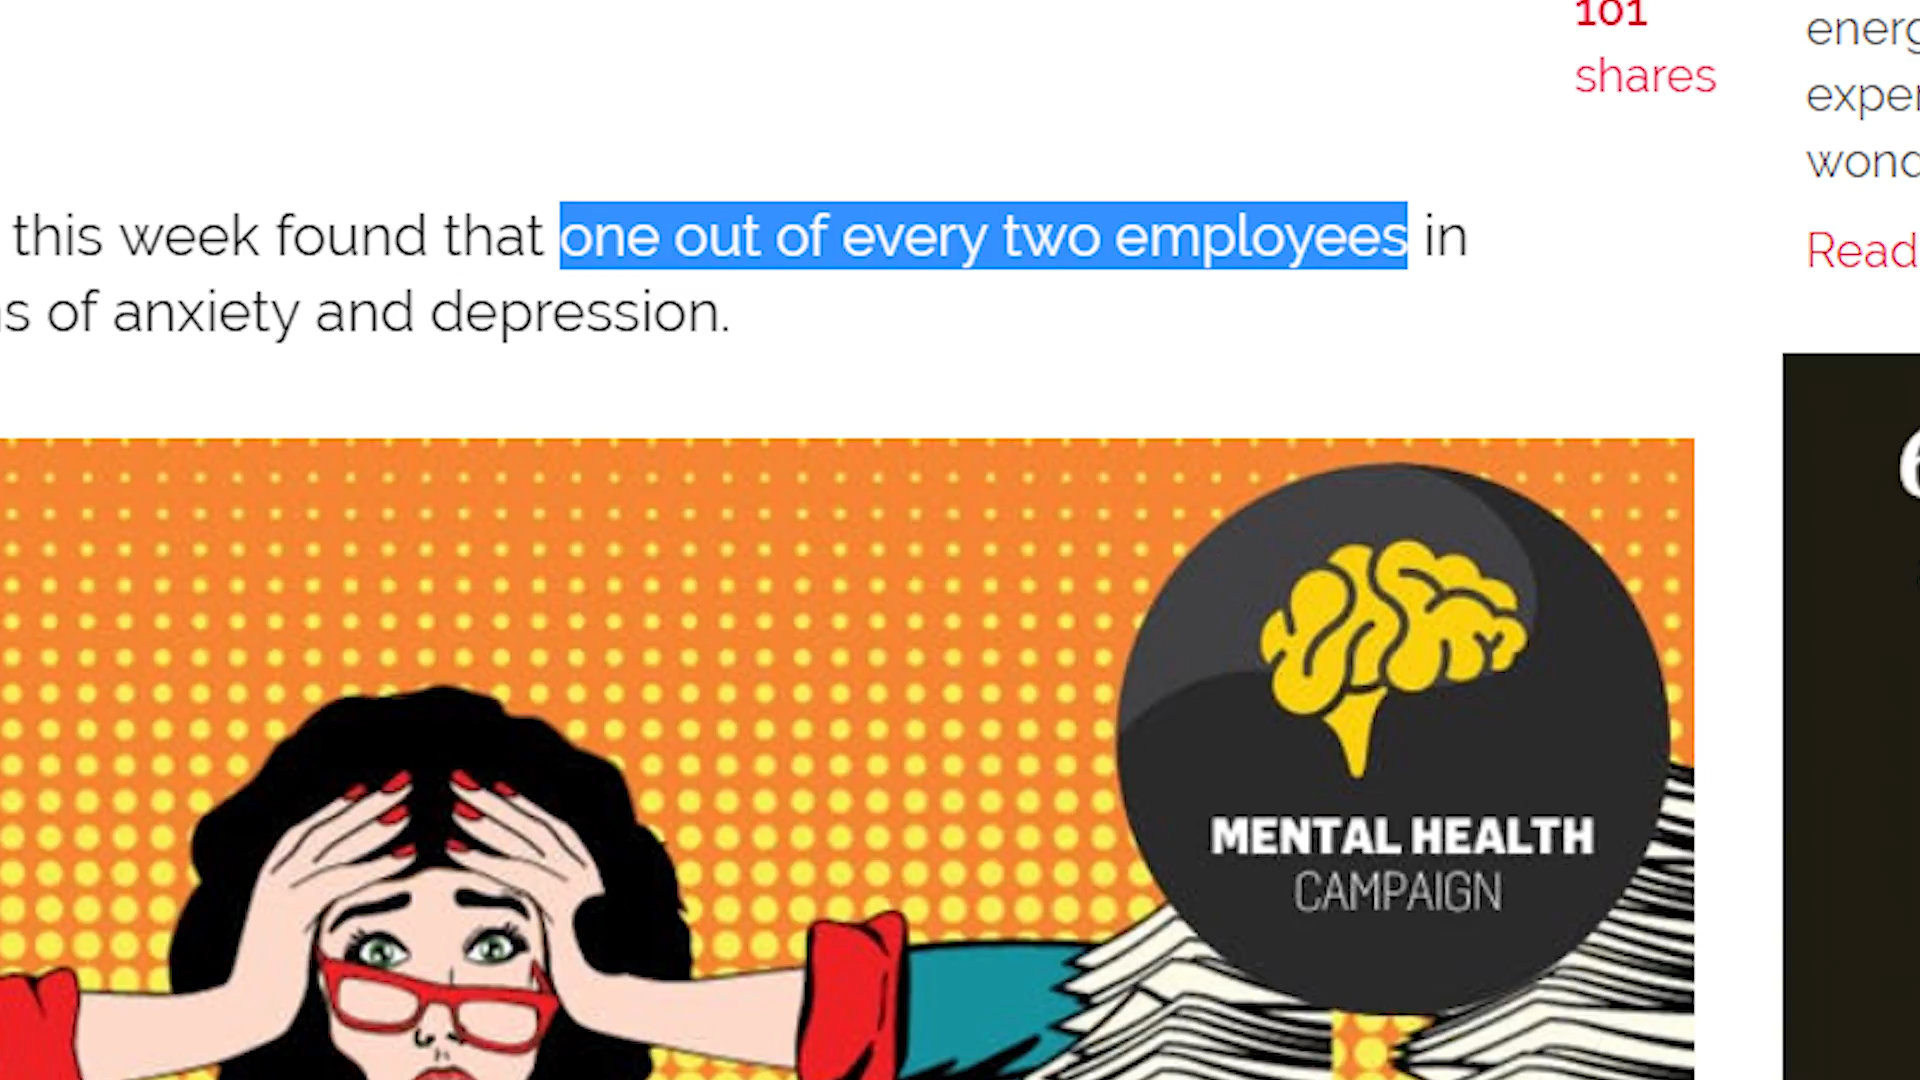 101
shares
this week found that one out of every two employees in
of anxiety and depression.
Read
MENTAL HEALTH
CAMPAIGN